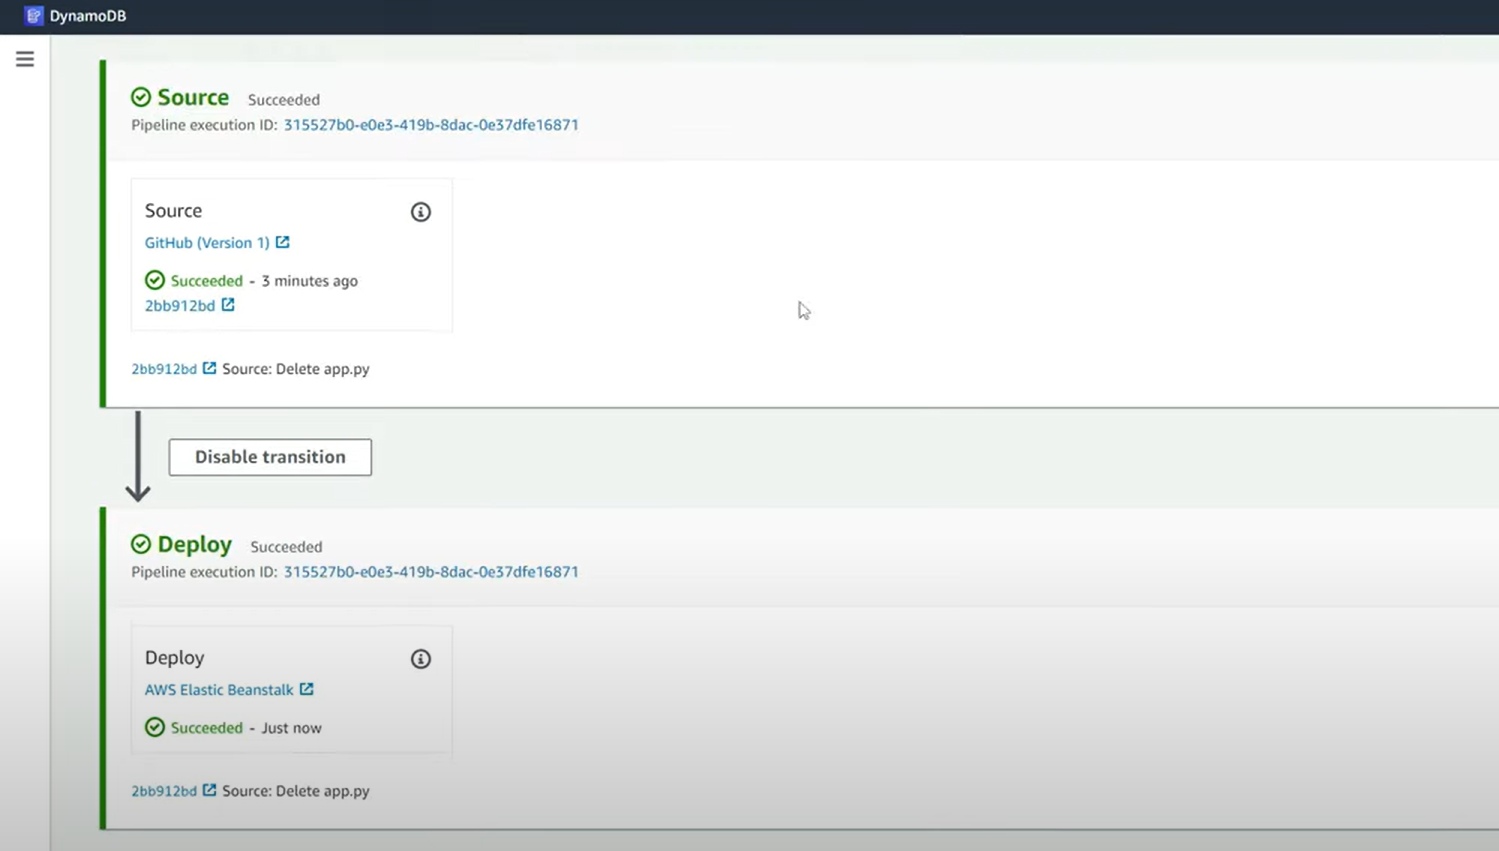 DynamoDB
Source Succeeded
Pipeline execution ID: 315527b0-e0e3-419b-8dac-0e37dfe16871
Source
GitHub (Version 1)
Succeeded - 3 minutes ago
2bb912bd
2bb912bd Source: Delete app.py
Disable transition
Deploy Succeeded
Pipeline execution ID: 315527b0-e0e3-419b-8dac-0e37dfe16871
Deploy
AWS Elastic Beanstalk
Succeeded - Just now
2bb912bd Source: Delete app.py